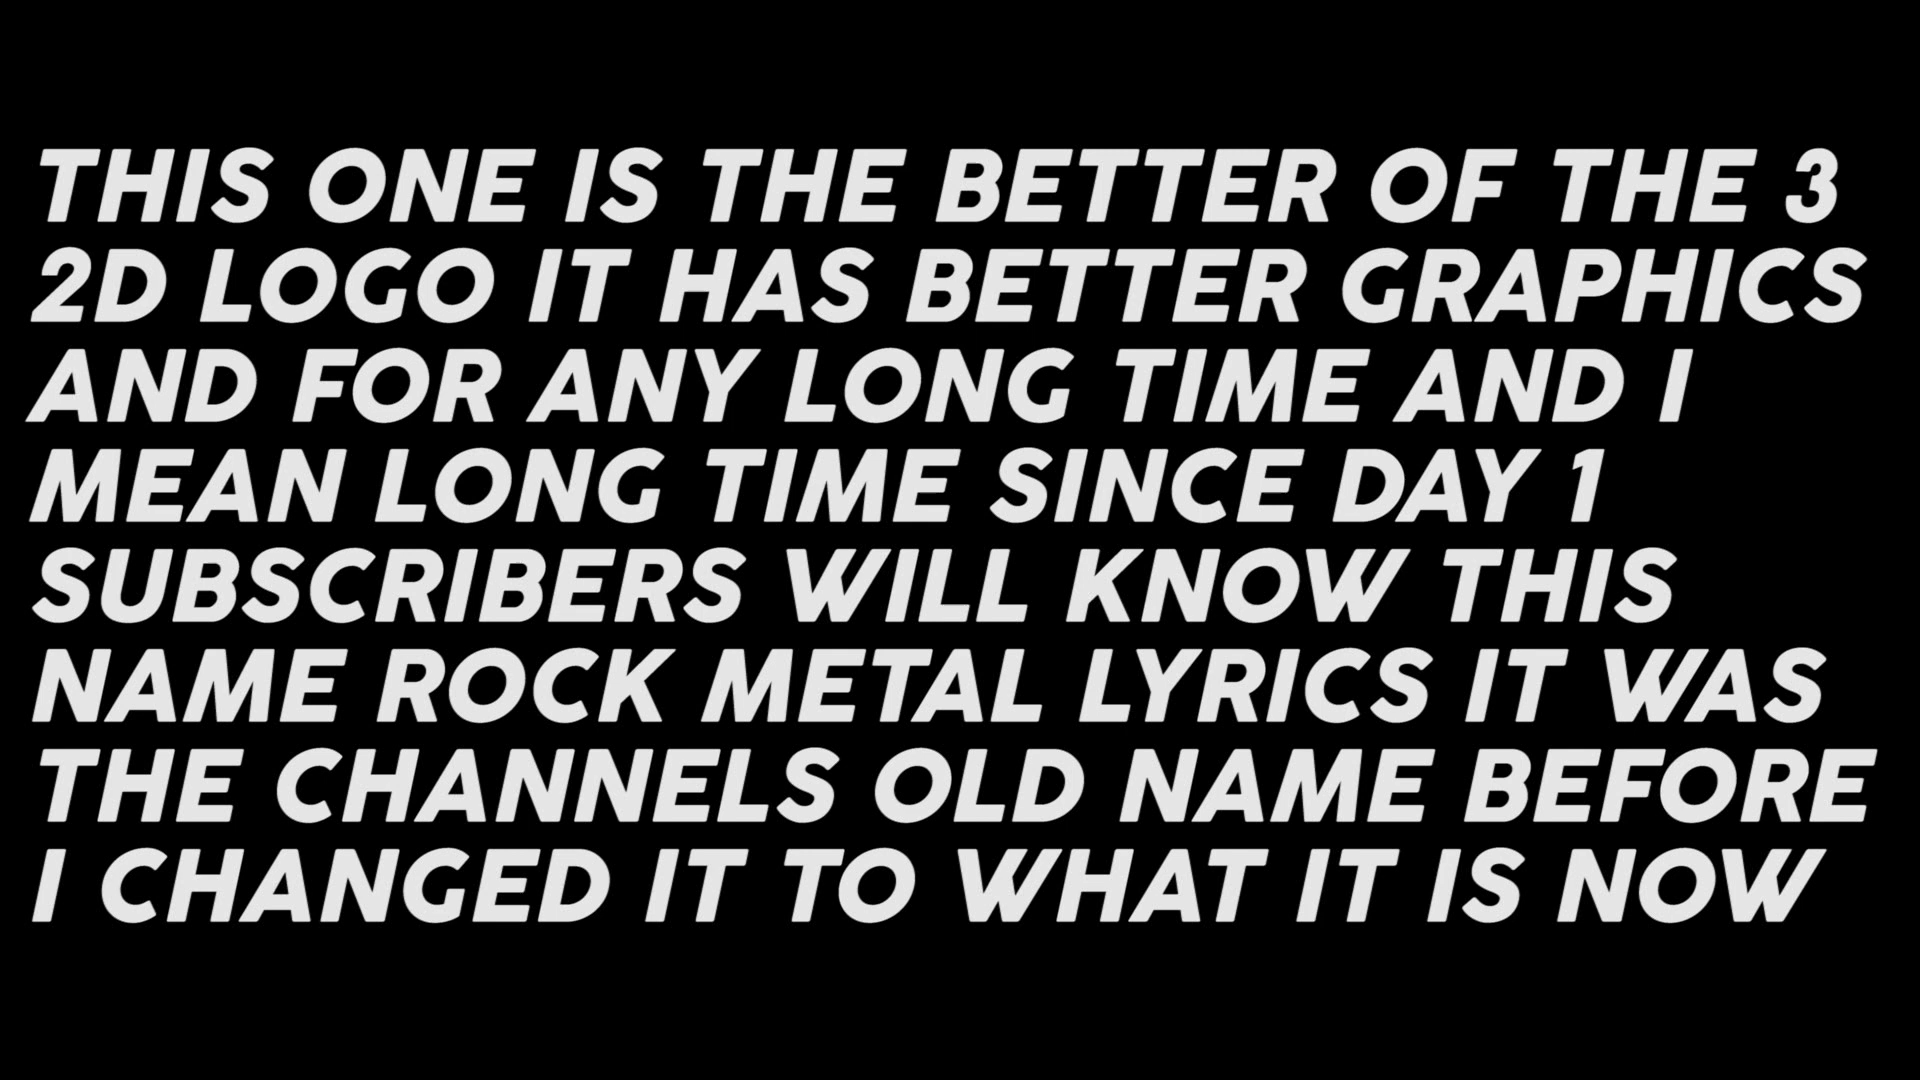 THIS ONE IS THE BETTER OF THE 3
2D LOGO IT HAS BETTER GRAPHICS
AND FOR ANY LONG TIME AND I
MEAN LONG TIME SINCE DAY 1
SUBSCRIBERS WILL KNOW THIS
NAME ROCK METAL LYRICS IT WAS
THE CHANNELS OLD NAME BEFORE
I CHANGED IT TO WHAT IT IS NOW